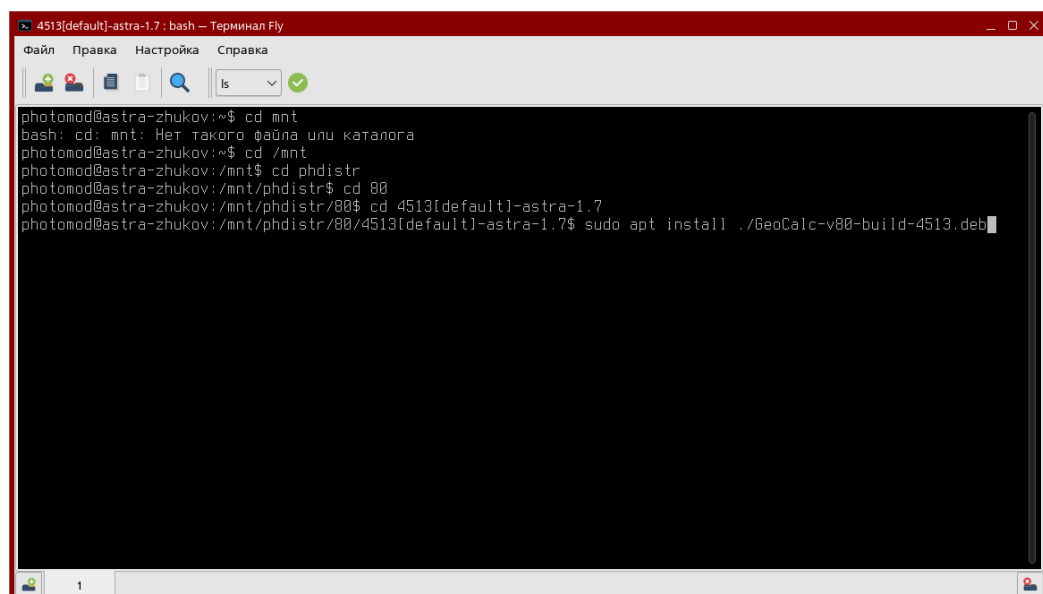 4513[default]-astra-1.7 : bash — Терминал Fly
Файл Правка Настройка Справка
ls
photomod@astra-zhukov:~$ cd mnt
bash: cd: mnt: Нет такого файла или каталога
photomod@astra-zhukov:~$ cd /mnt
photomod@astra-zhukov:/mnt$ cd phdistr
photomod@astra-zhukov:/mnt/phdistr$ cd 80
photomod@astra-zhukov:/mnt/phdistr/80$ cd 4513[default]-astra-1.7
photomod@astra-zhukov:/mnt/phdistr/80/4513[default]-astra-1.7$ sudo apt install ./GeoCalc-v80-build-4513.deb
1